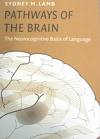 SYDNEY M. LAMB
PATHWAYS OF
THE BRAIN
The Neurocognitive Basis of Language